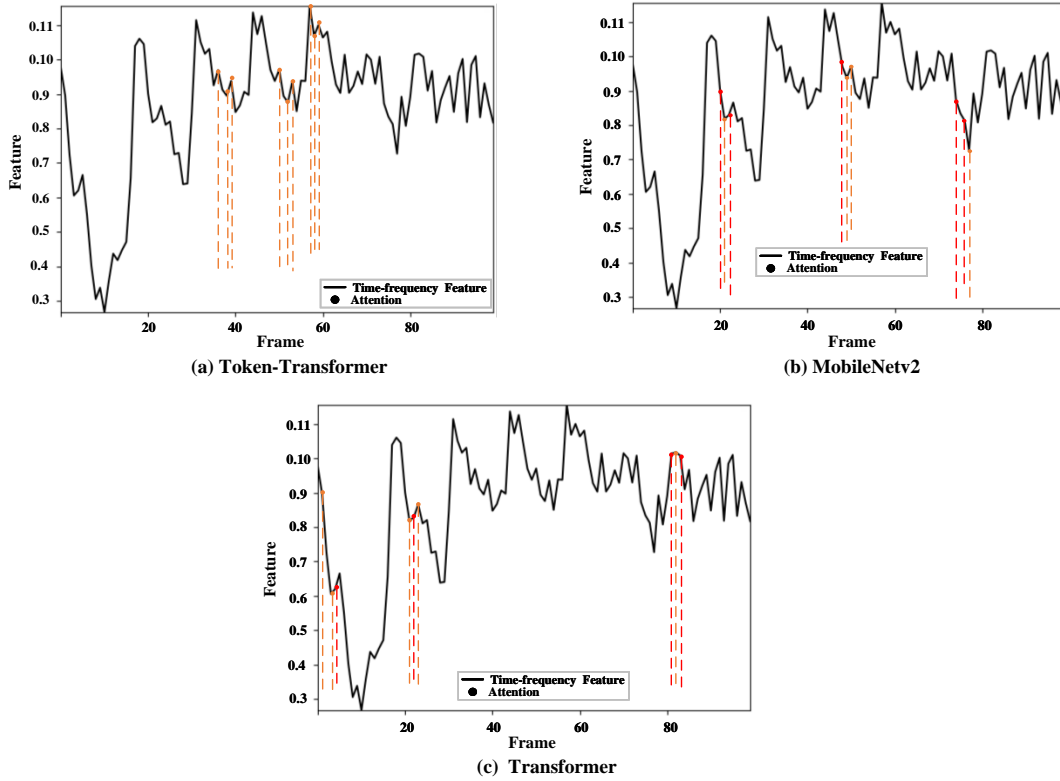 0.11
0.10
0.9
0.8
0.7
0.6
0.5
0.4
0.3
Feature
Time-frequency Feature
Attention
20 40 60 80
Frame
(a) Token-Transformer
0.11
0.10
0.9
0.8
0.7
0.6
0.5
0.4
0.3
Feature
Time-frequency Feature
Attention
20 40 60 80
Frame
(b) MobileNetv2
0.11
0.10
0.9
0.8
0.7
0.6
0.5
0.4
0.3
Feature
Time-frequency Feature
Attention
20 40 60 80
Frame
(c) Transformer